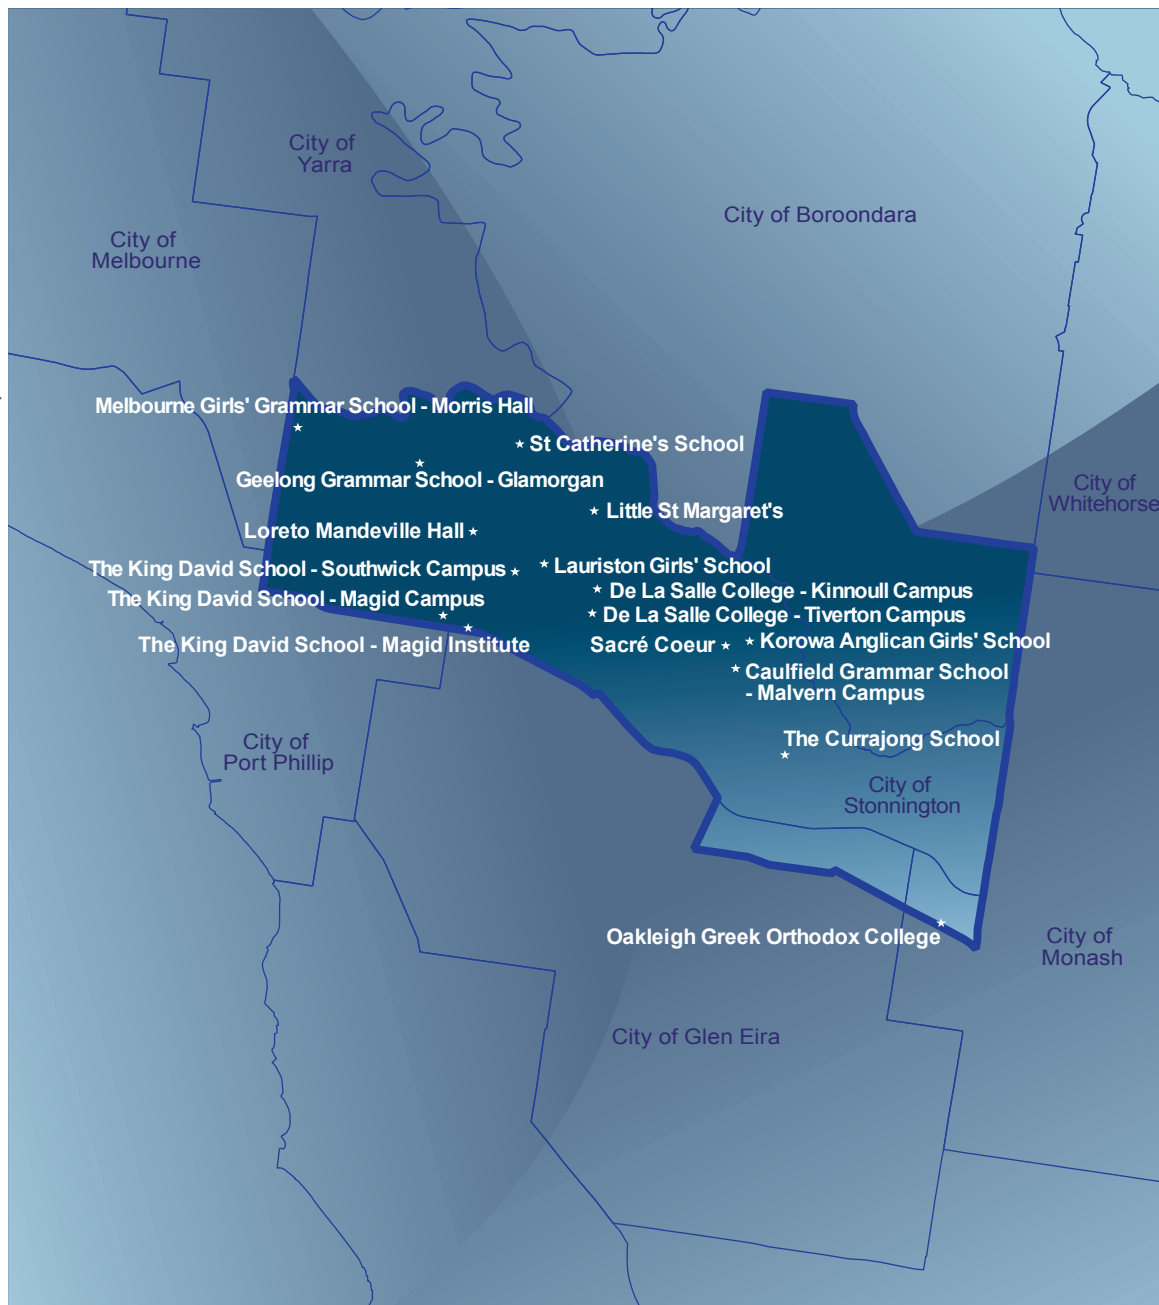 City of
Yarra
City of Boroondara
City of
Melbourne
Melbourne Girls' Grammar School - Morris Hall
St Catherine's School
Geelong Grammar School - Glamorgan
City of
Whitehorse
Little St Margaret's
Loreto Mandeville Hall
Lauriston Girls' School
The King David School - Southwick Campus
De La Salle College - Kinnoull Campus
The King David School - Magid Campus
De La Salle College - Tiverton Campus
The King David School - Magid Institute
Sacré Coeur
Korowa Anglican Girls' School
Caulfield Grammar School
- Malvern Campus
City of
Port Phillip
The Currajong School
City of
Stonnington
Oakleigh Greek Orthodox College
City of
Monash
City of Glen Eira